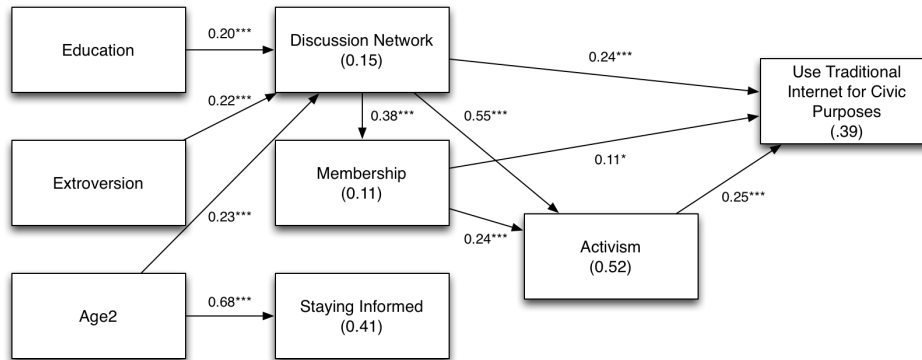 Education
0.20***
Discussion Network
(0.15)
0.24***
Use Traditional
Internet for Civic
Purposes
(.39)
0.22***
0.38***
0.55***
Extroversion
Membership
(0.11)
0.11*
0.23***
0.24***
0.25***
Activism
(0.52)
Age2
0.68***
Staying Informed
(0.41)